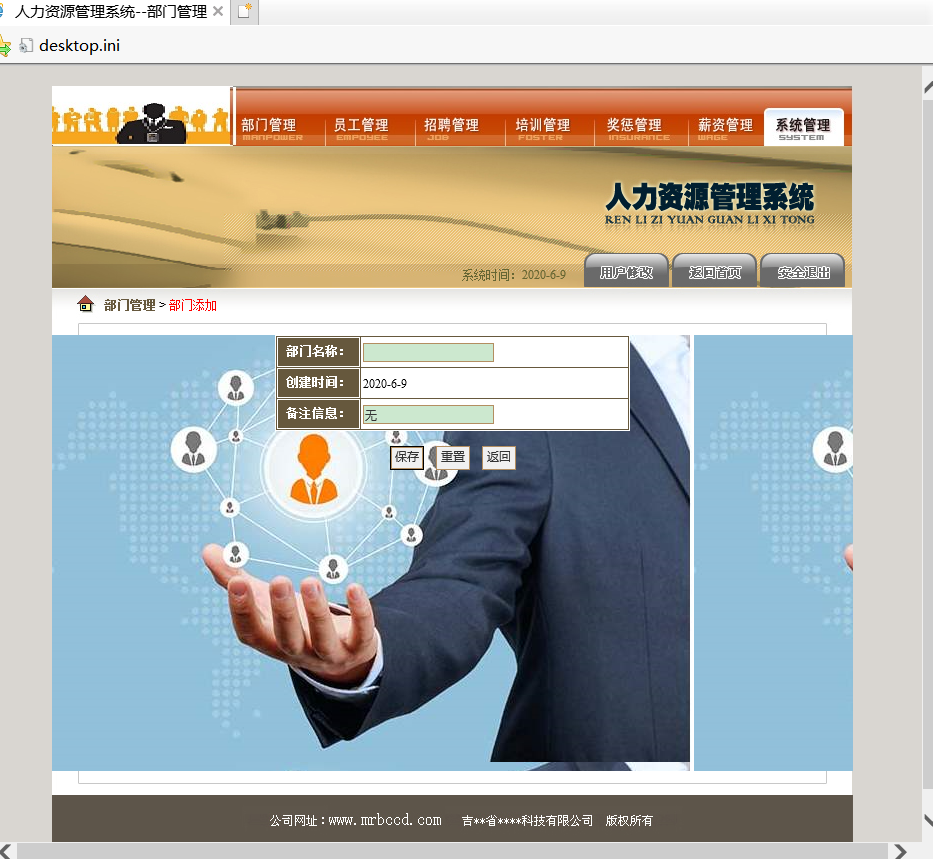 人力资源管理系统--部门管理
desktop.ini
部门管理 员工管理 招聘管理 培训管理 奖惩管理 薪资管理 系统管理
MANPOWER EMPOYEE JOB FOSTER INSURANCE WAGE SYSTEM
人力资源管理系统
REN LI ZI YUAN GUAN LI XI TONG
系统时间：2020-6-9 用户修改 返回首页 安全退出
部门管理 > 部门添加
部门名称：
创建时间： 2020-6-9
备注信息： 无
保存 重置 返回
公司网址:www.mrbccd.com 吉**省****科技有限公司 版权所有